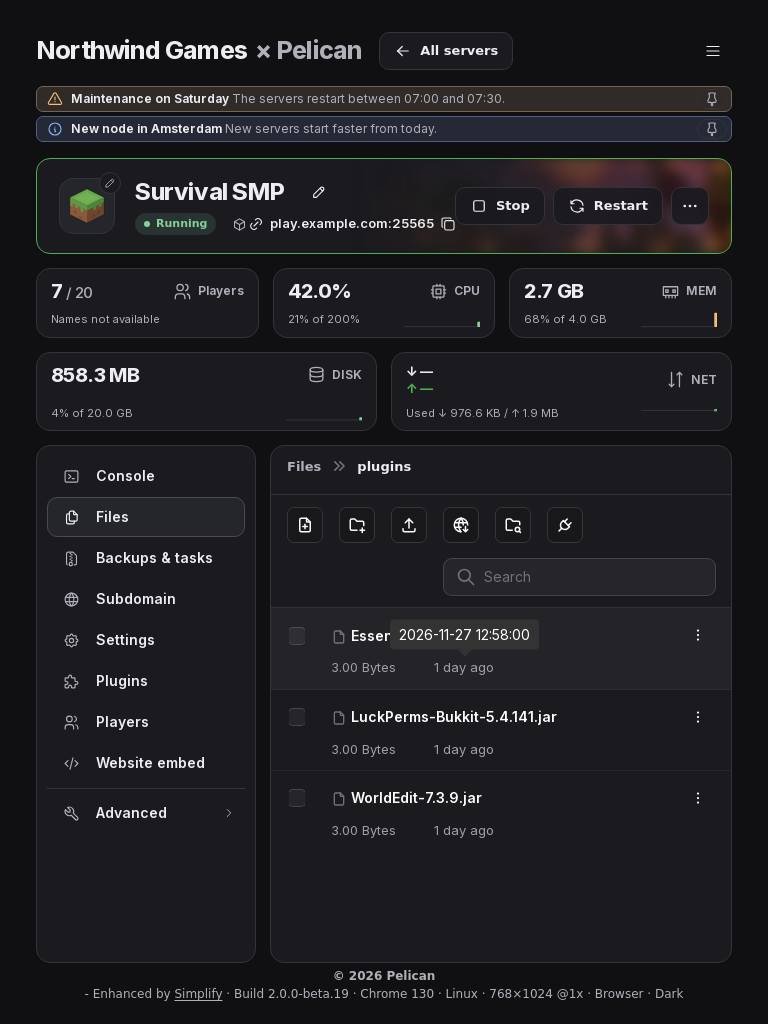 Northwind Games × Pelican
All servers
Maintenance on Saturday The servers restart between 07:00 and 07:30.
New node in Amsterdam New servers start faster from today.
Survival SMP
Running
play.example.com:25565
Stop
Restart
7 / 20
Players
Names not available
42.0%
CPU
21% of 200%
2.7 GB
MEM
68% of 4.0 GB
858.3 MB
DISK
4% of 20.0 GB
↓ —
↑ —
NET
Used ↓ 976.6 KB / ↑ 1.9 MB
Console
Files
Backups & tasks
Subdomain
Settings
Plugins
Players
Website embed
Advanced
Files » plugins
Search
Essen
2026-11-27 12:58:00
3.00 Bytes 1 day ago
LuckPerms-Bukkit-5.4.141.jar
3.00 Bytes 1 day ago
WorldEdit-7.3.9.jar
3.00 Bytes 1 day ago
© 2026 Pelican
- Enhanced by Simplify · Build 2.0.0-beta.19 · Chrome 130 · Linux · 768×1024 @1x · Browser · Dark